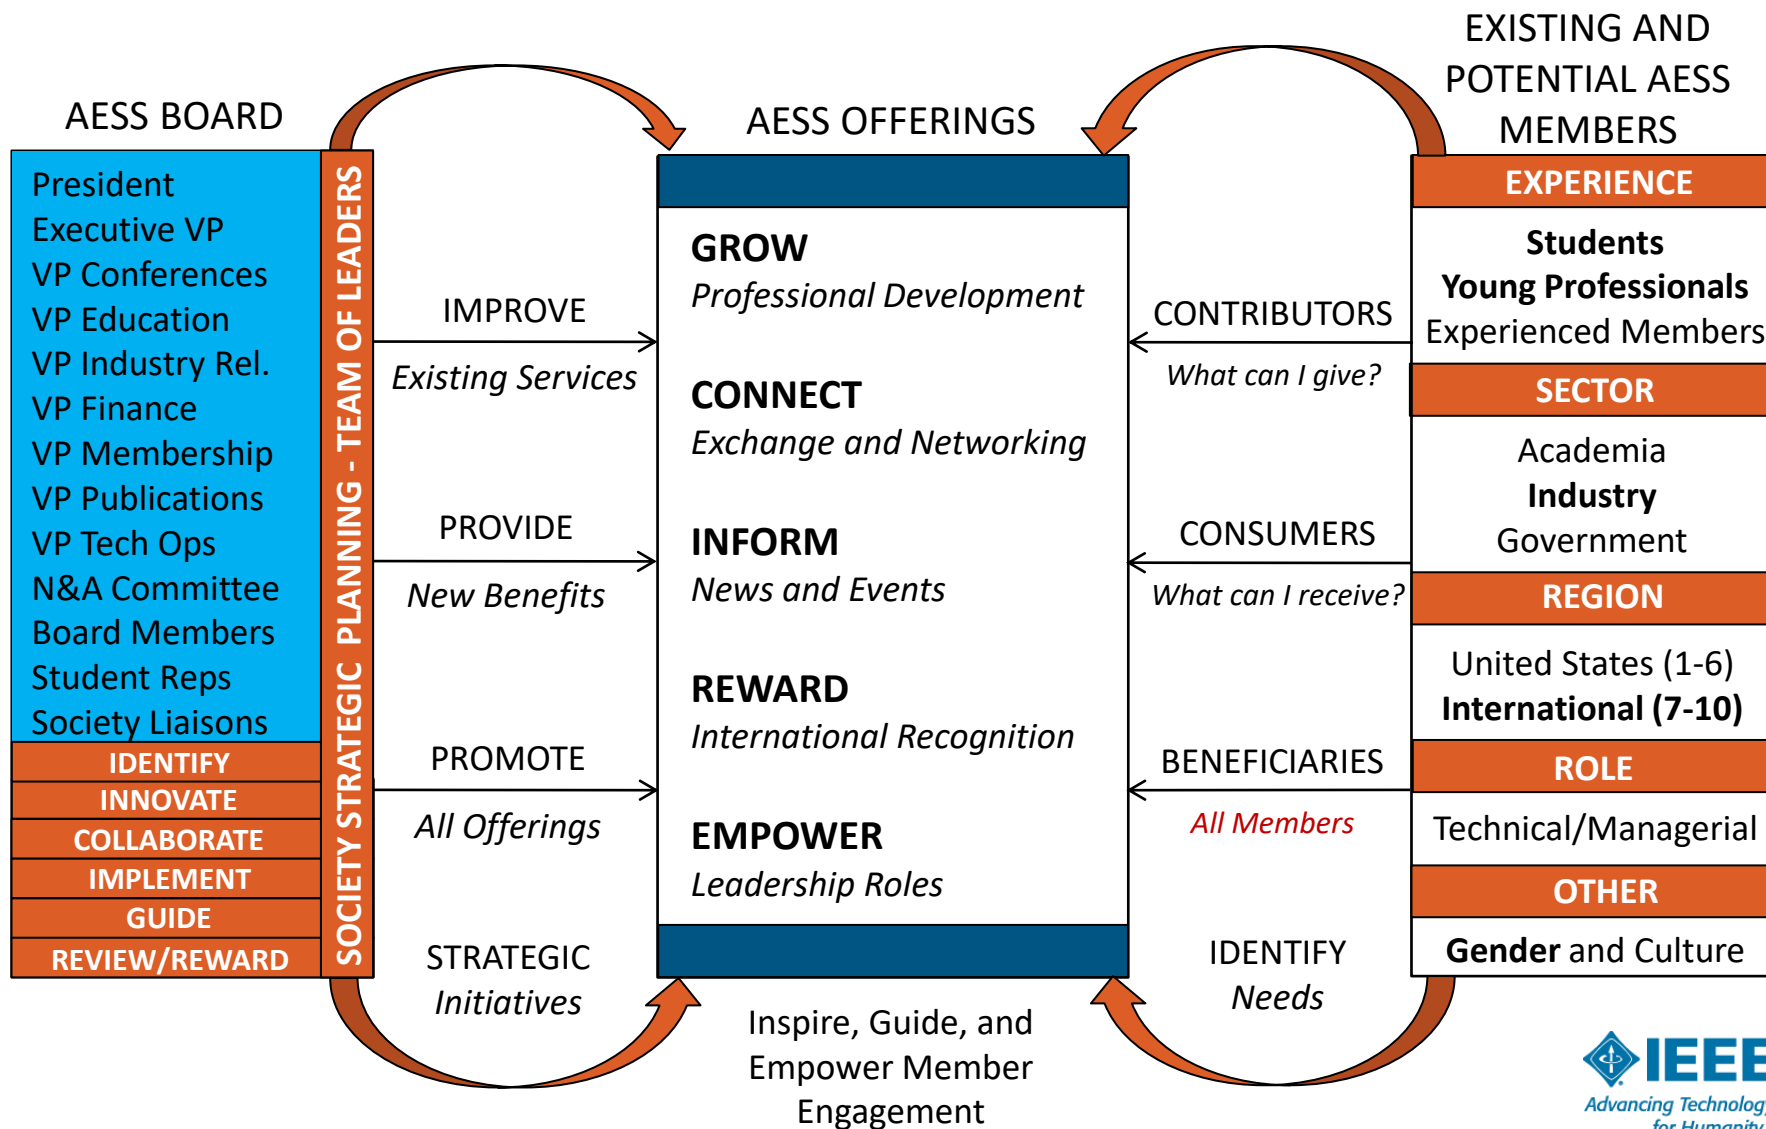 AESS BOARD
President
Executive VP
VP Conferences
VP Education
VP Industry Rel.
VP Finance
VP Membership
VP Publications
VP Tech Ops
N&A Committee
Board Members
Student Reps
Society Liaisons
IDENTIFY
INNOVATE
COLLABORATE
IMPLEMENT
GUIDE
REVIEW/REWARD
SOCIETY STRATEGIC PLANNING - TEAM OF LEADERS
IMPROVE
Existing Services
PROVIDE
New Benefits
PROMOTE
All Offerings
STRATEGIC
Initiatives
AESS OFFERINGS
GROW
Professional Development
CONNECT
Exchange and Networking
INFORM
News and Events
REWARD
International Recognition
EMPOWER
Leadership Roles
Inspire, Guide, and
Empower Member
Engagement
CONTRIBUTORS
What can I give?
CONSUMERS
What can I receive?
BENEFICIARIES
All Members
IDENTIFY
Needs
EXISTING AND
POTENTIAL AESS
MEMBERS
EXPERIENCE
Students
Young Professionals
Experienced Members
SECTOR
Academia
Industry
Government
REGION
United States (1-6)
International (7-10)
ROLE
Technical/Managerial
OTHER
Gender and Culture
IEEE
Advancing Technology
for Humanity